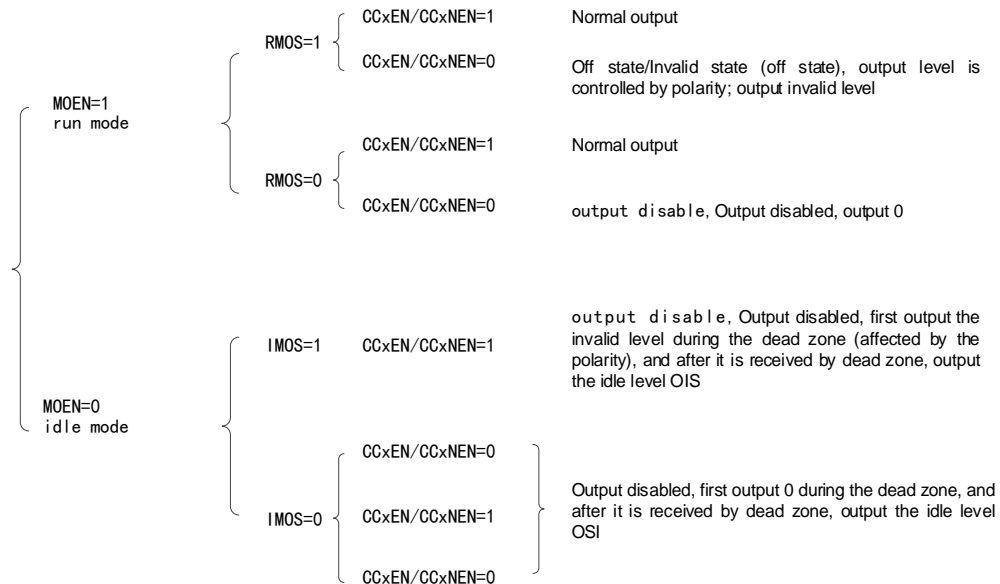 CCxEN/CCxNEN=1 Normal output
RMOS=1
CCxEN/CCxNEN=0 Off state/Invalid state (off state), output level is
controlled by polarity; output invalid level
MOEN=1
run mode
CCxEN/CCxNEN=1 Normal output
RMOS=0
CCxEN/CCxNEN=0 output disable, Output disabled, output 0
output disable, Output disabled, first output the
invalid level during the dead zone (affected by the
polarity), and after it is received by dead zone, output
the idle level OIS
IMOS=1 CCxEN/CCxNEN=1
MOEN=0
idle mode
CCxEN/CCxNEN=0
IMOS=0 CCxEN/CCxNEN=1
CCxEN/CCxNEN=0
Output disabled, first output 0 during the dead zone, and
after it is received by dead zone, output the idle level
OSI